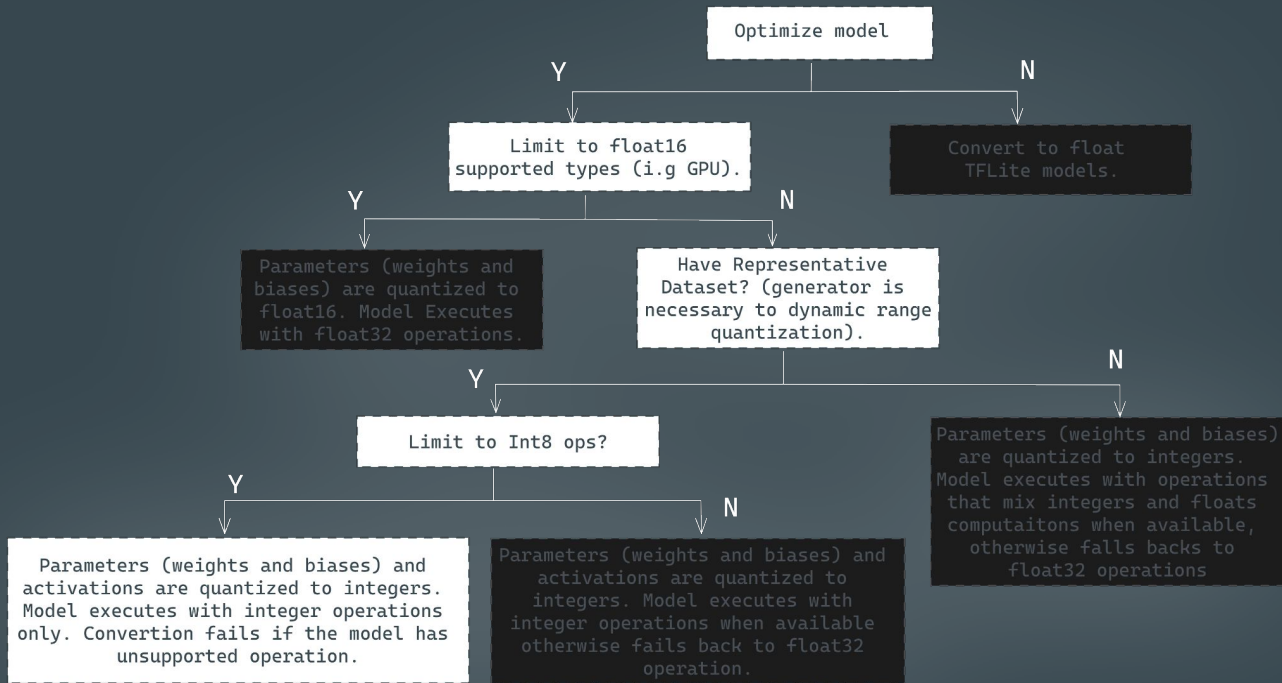 Optimize model
Y
N
Limit to float16
supported types (i.g GPU).
Convert to float
TFLite models.
Y
N
Parameters (weights and
biases) are quantized to
float16. Model Executes
with float32 operations.
Have Representative
Dataset? (generator is
necessary to dynamic range
quantization).
Y
N
Limit to Int8 ops?
Parameters (weights and biases)
are quantized to integers.
Model executes with operations
that mix integers and floats
computaitons when available,
otherwise falls backs to
float32 operations
Y
N
Parameters (weights and biases) and
activations are quantized to integers.
Model executes with integer operations
only. Convertion fails if the model has
unsupported operation.
Parameters (weights and biases) and
activations are quantized to
integers. Model executes with
integer operations when available
otherwise fails back to float32
operation.